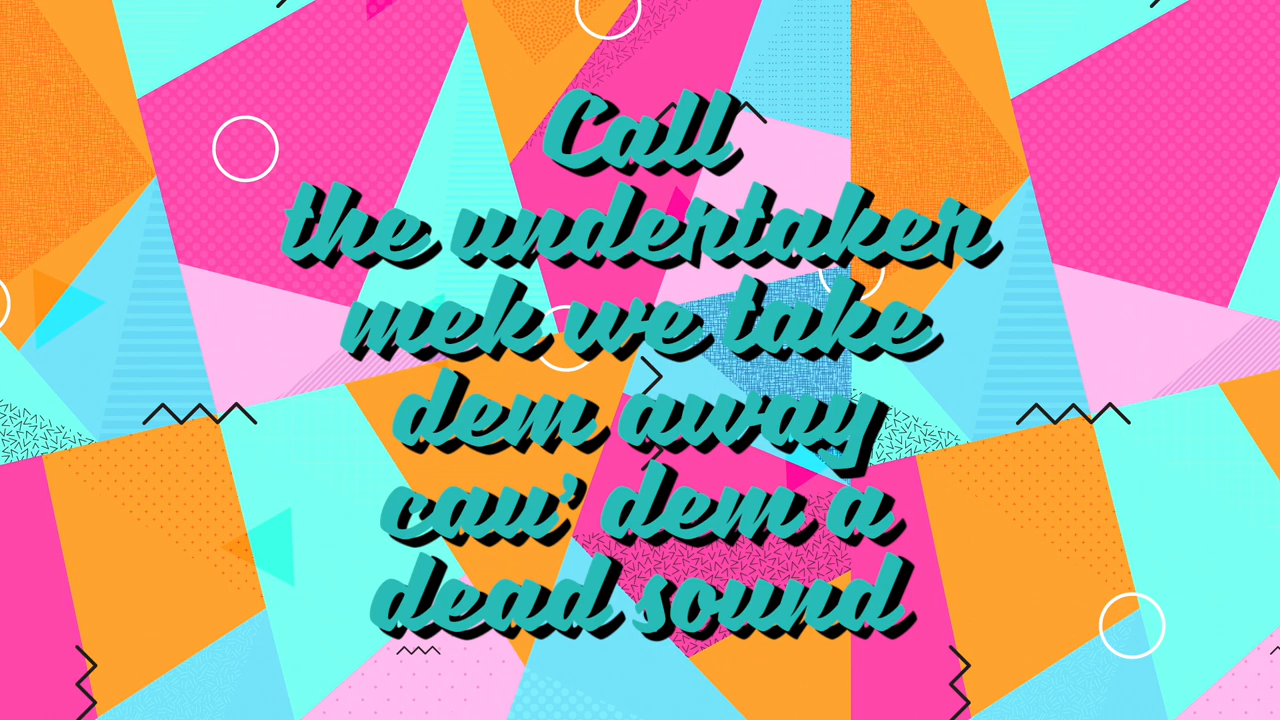 Call
the undertaker
mek we take
dem away
cau' dem a
dead sound